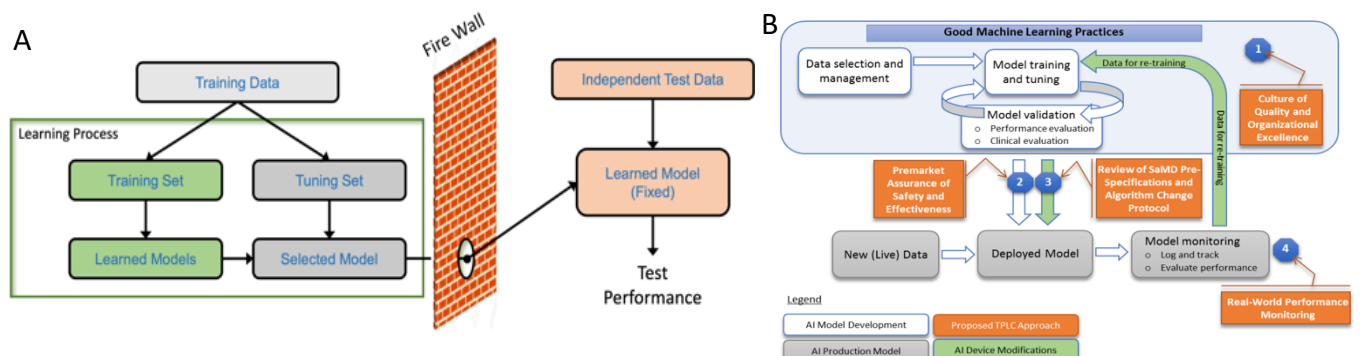 A
Fire Wall
Training Data
Learning Process
Training Set
Tuning Set
Learned Models
Selected Model
Independent Test Data
Learned Model
(Fixed)
Test
Performance
B
Good Machine Learning Practices
Data selection and
management
Model training
and tuning
Data for re-training
1
Culture of
Quality and
Organizational
Excellence
Model validation
o Performance evaluation
o Clinical evaluation
Data for re-training
Premarket
Assurance of
Safety and
Effectiveness
2
3
Review of SaMD Pre-
Specifications and
Algorithm Change
Protocol
New (Live) Data
Deployed Model
Model monitoring
o Log and track
o Evaluate performance
4
Real-World Performance
Monitoring
Legend
AI Model Development
Proposed TPLC Approach
AI Production Model
AI Device Modifications